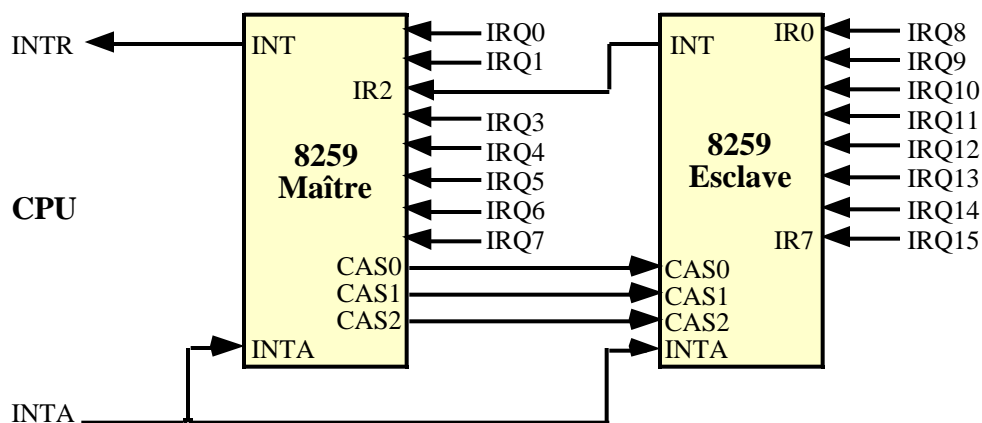 INTR
INT
IR2
8259
Maître
CAS0
CAS1
CAS2
INTA
IRQ0
IRQ1
IRQ3
IRQ4
IRQ5
IRQ6
IRQ7
INT
IR0
8259
Esclave
IR7
CAS0
CAS1
CAS2
INTA
IRQ8
IRQ9
IRQ10
IRQ11
IRQ12
IRQ13
IRQ14
IRQ15
CPU
INTA